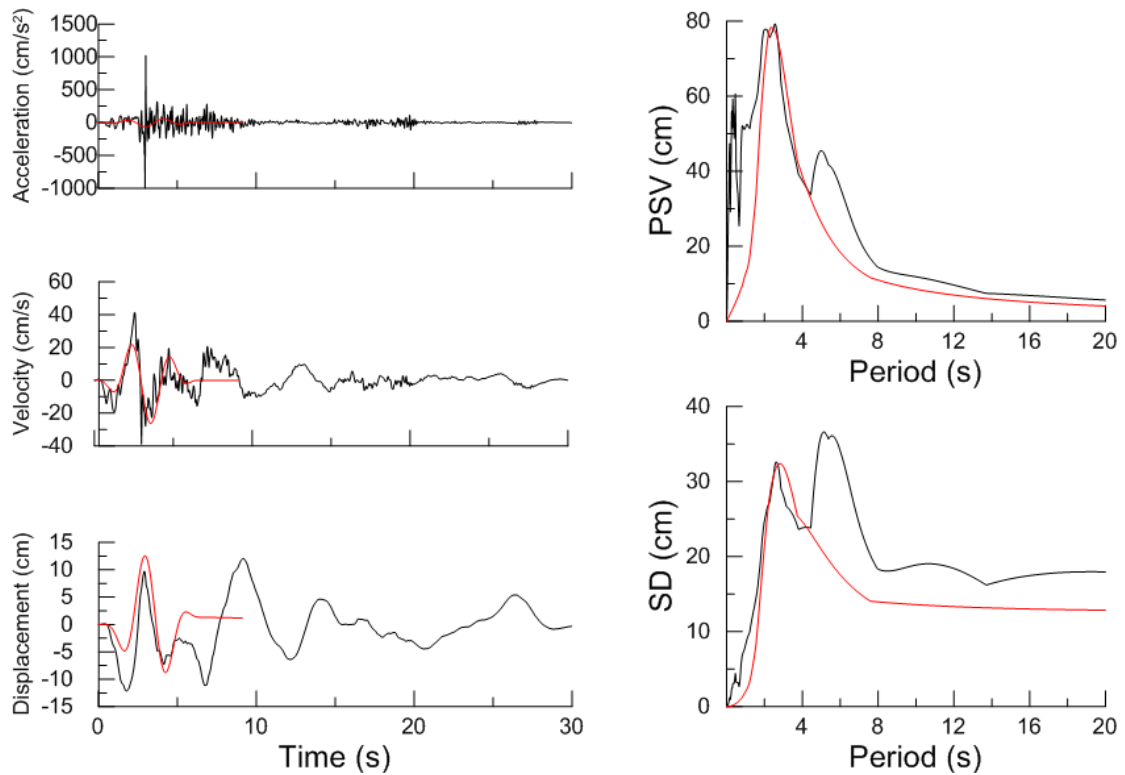 Acceleration (cm/s²)
1500
1000
500
0
-500
-1000
Velocity (cm/s)
60
40
20
0
-20
-40
Displacement (cm)
15
10
5
0
-5
-10
-15
0 10 20 30
Time (s)
PSV (cm)
80
60
40
20
0
4 8 12 16 20
Period (s)
SD (cm)
40
30
20
10
0
4 8 12 16 20
Period (s)